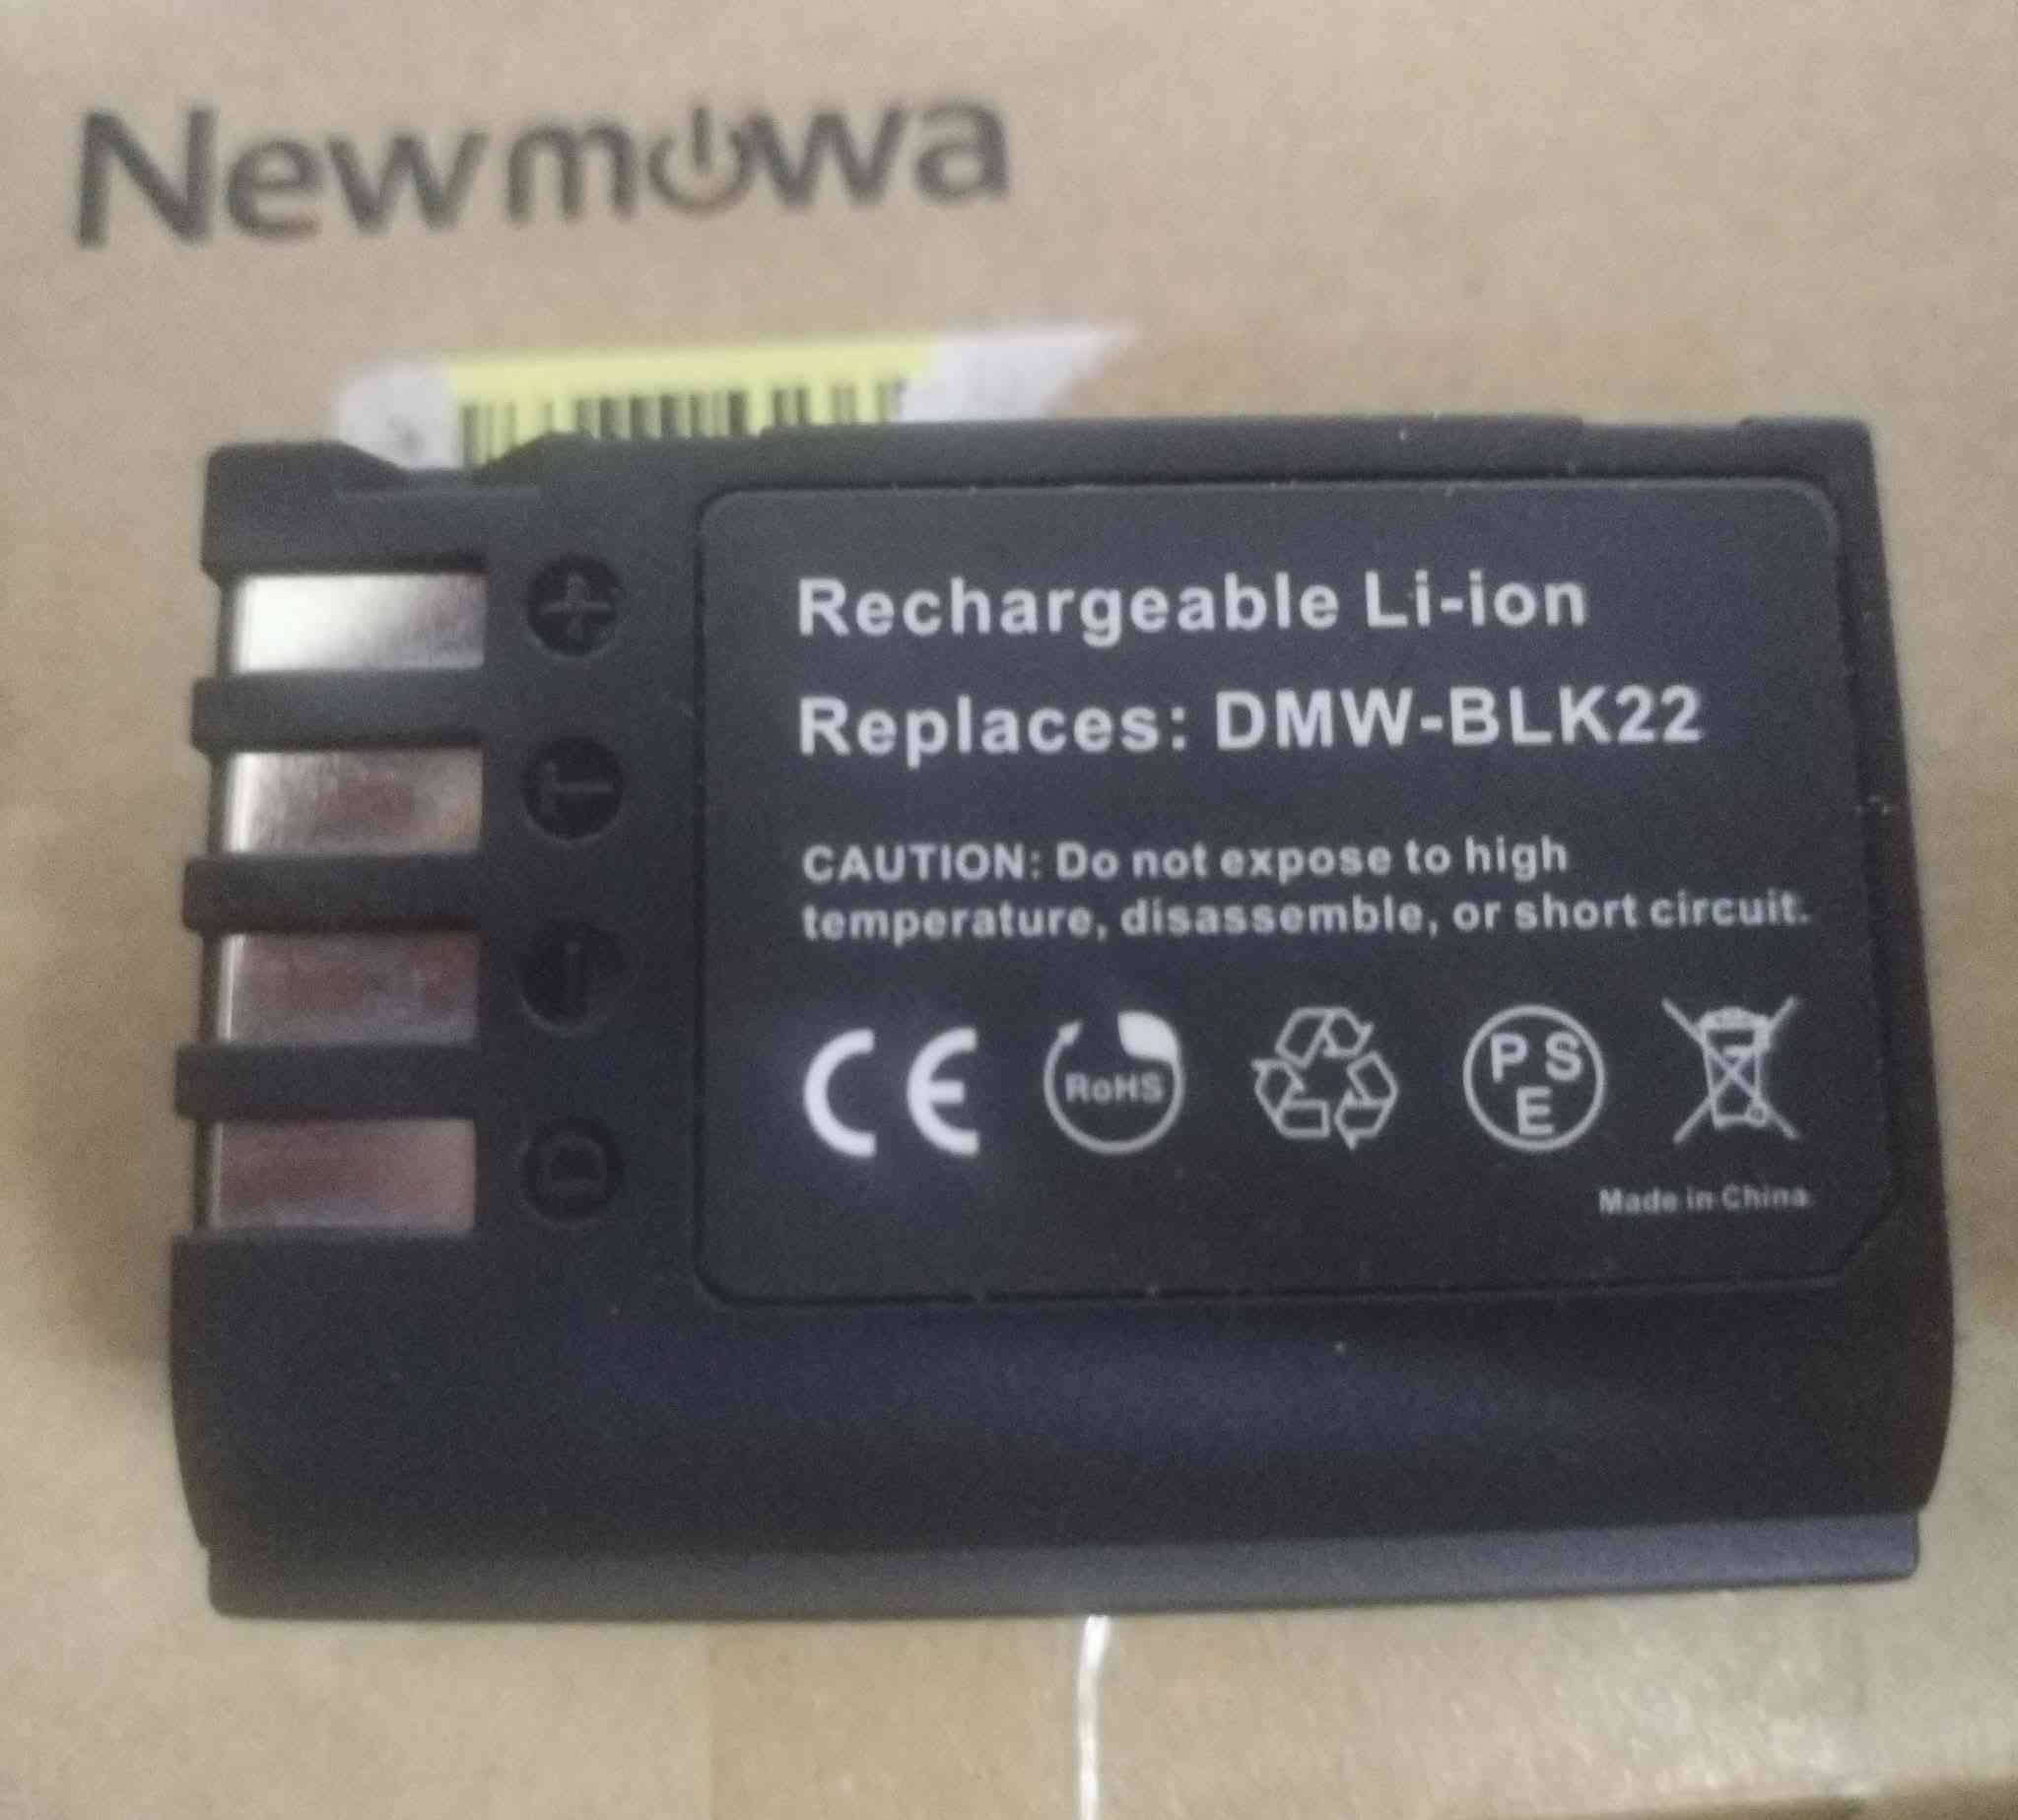 Newmowa
+
T
D
Rechargeable Li-ion
Replaces: DMW-BLK22
CAUTION: Do not expose to high
temperature, disassemble, or short circuit.
CE RoHS PSE
Made in China